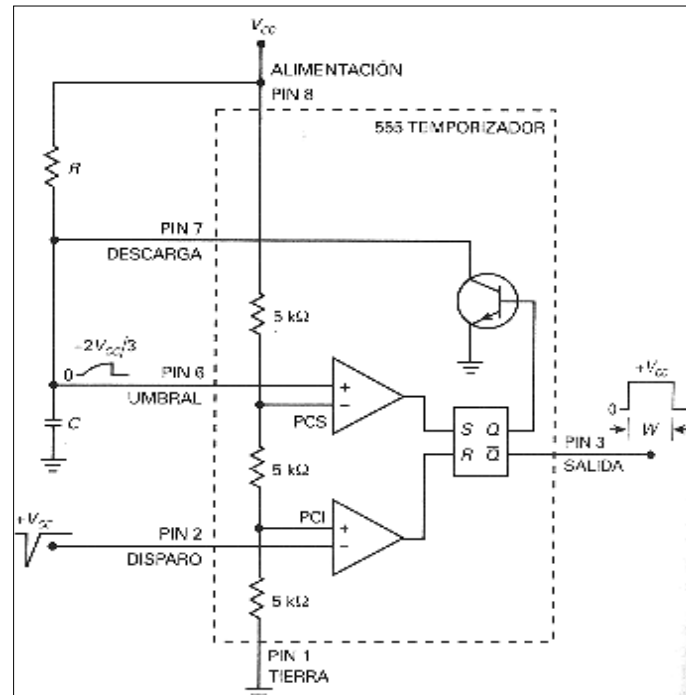 V_CC
ALIMENTACIÓN
PIN 8
555 TEMPORIZADOR
R
PIN 7
DESCARGA
5 kΩ
~2V_CC/3
0
PIN 6
UMBRAL
+
−
PCS
C
S Q
R Q̅
+V_CC
0
W
PIN 3
SALIDA
5 kΩ
+V_CC
PIN 2
DISPARO
PCI
+
−
5 kΩ
PIN 1
TIERRA